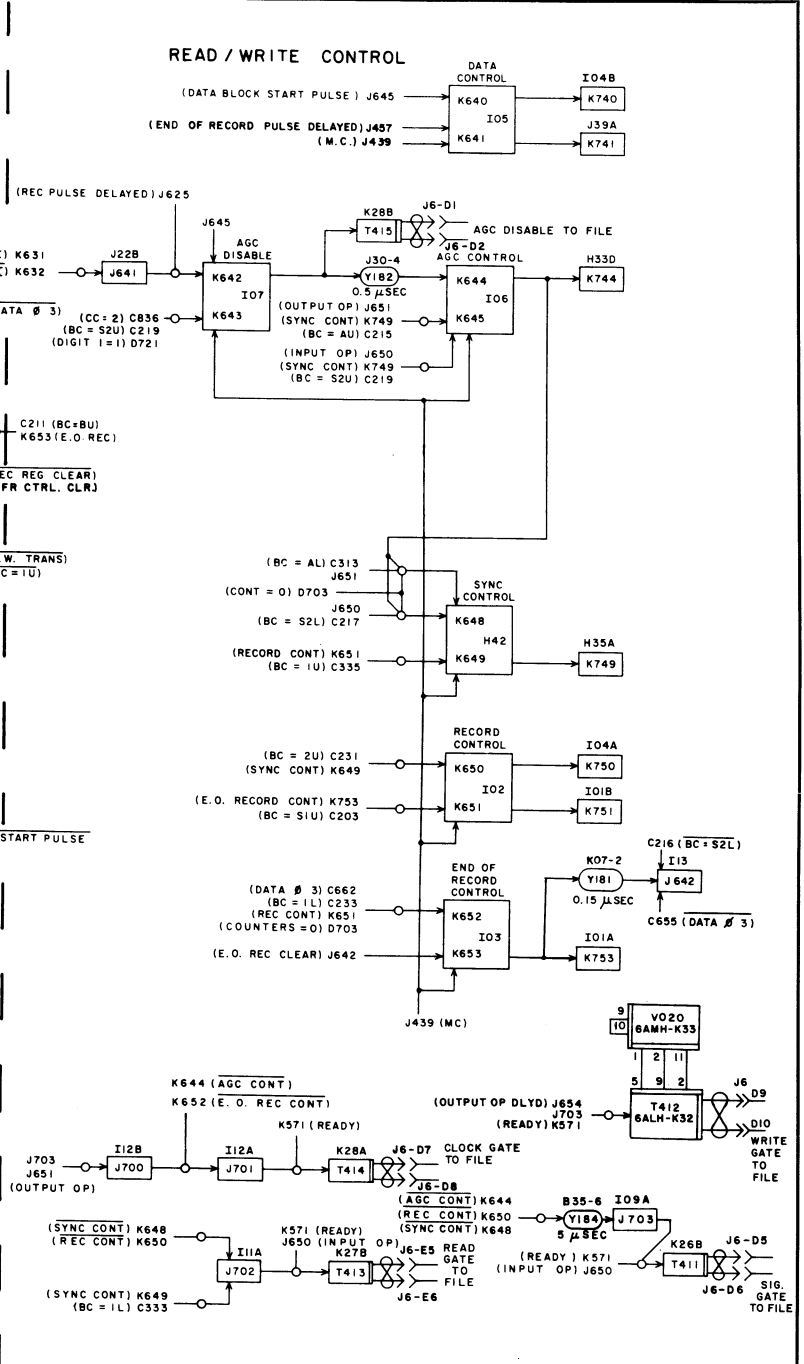 READ / WRITE CONTROL
DATA
CONTROL
(DATA BLOCK START PULSE) J645
K640
I05
K641
I04B
K740
(END OF RECORD PULSE DELAYED) J457
(M.C.) J439
J39A
K741
(REC PULSE DELAYED) J625
J645
K28B
T415
J6-D1
J6-D2
AGC DISABLE TO FILE
) K631
) K632
J22B
J641
AGC
DISABLE
K642
I07
K643
J30-4
Y182
0.5 µSEC
AGC CONTROL
K644
I06
K645
H33D
K744
ATA Ø 3)
(CC = 2) C836
(BC = S2U) C219
(DIGIT 1=1) D721
(OUTPUT OP) J651
(SYNC CONT) K749
(BC = AU) C215
(INPUT OP) J650
(SYNC CONT) K749
(BC = S2U) C219
C211 (BC=BU)
K653 (E.O. REC)
EC REG CLEAR)
FR CTRL. CLR.)
.W. TRANS)
C = 1U)
(BC = AL) C313
J651
(CONT = 0) D703
J650
(BC = S2L) C217
SYNC
CONTROL
K648
H42
K649
(RECORD CONT) K651
(BC = 1U) C335
H35A
K749
RECORD
CONTROL
(BC = 2U) C231
(SYNC CONT) K649
K650
I02
K651
I04A
K750
(E.O. RECORD CONT) K753
(BC = S1U) C203
I01B
K751
START PULSE
C216 (BC = S2L)
END OF
RECORD
CONTROL
K07-2
Y181
0.15 µSEC
I13
J642
(DATA Ø 3) C662
(BC = 1L) C233
(REC CONT) K651
(COUNTERS = 0) D703
K652
I03
K653
C655 (DATA Ø 3)
(E.O. REC CLEAR) J642
I01A
K753
J439 (MC)
9
10
V020
6AMH-K33
1 2 11
5 9 2
K644 (AGC CONT)
K652 (E. O. REC CONT)
(OUTPUT OP DLYD) J654
J703
(READY) K571
T412
6ALH-K32
J6
D9
D10
WRITE
GATE
TO
FILE
K571 (READY)
J703
J651
(OUTPUT OP)
I12B
J700
I12A
J701
K28A
T414
J6-D7
J6-D8
CLOCK GATE
TO FILE
(AGC CONT) K644
(REC CONT) K650
(SYNC CONT) K648
B35-6
Y184
5 µSEC
I09A
J703
(SYNC CONT) K648
(REC CONT) K650
I11A
J702
K571 (READY)
J650 (INPUT OP)
K27B
T413
J6-E5
J6-E6
READ
GATE
TO
FILE
(READY) K571
(INPUT OP) J650
K26B
T411
J6-D5
J6-D6
SIG.
GATE
TO FILE
(SYNC CONT) K649
(BC = 1L) C333